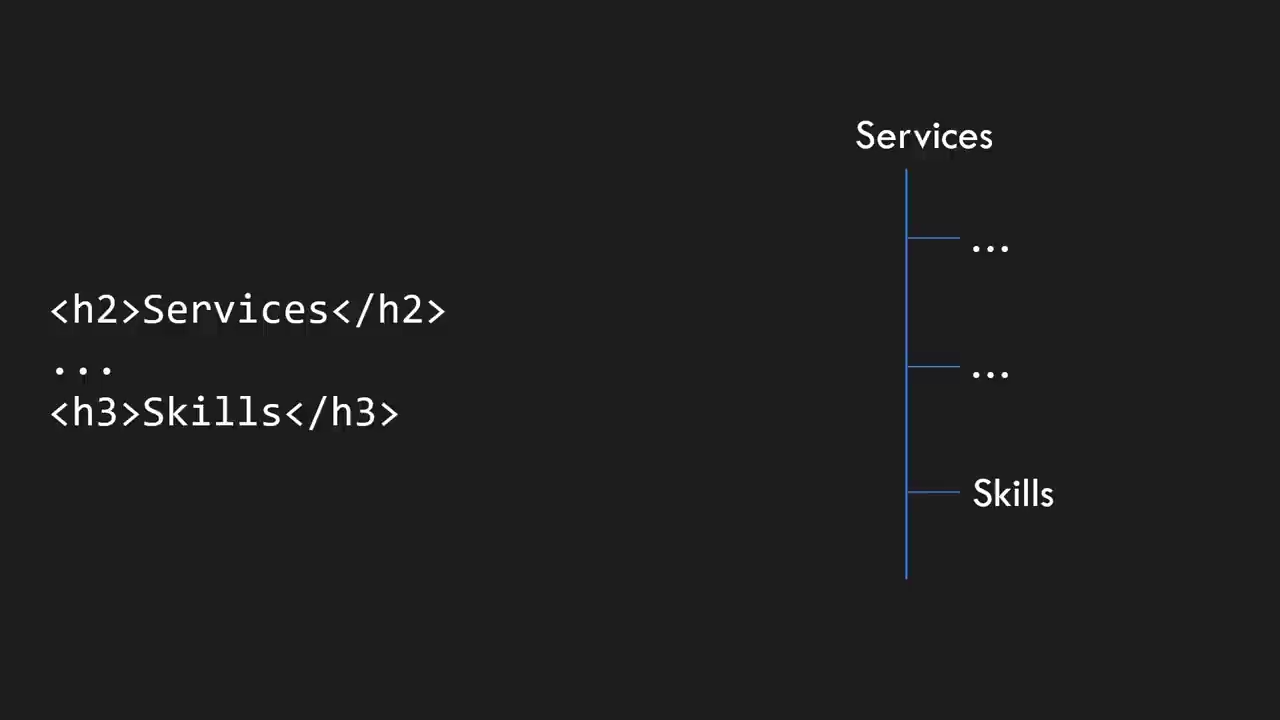 <h2>Services</h2>
...
<h3>Skills</h3>
Services
...
...
Skills